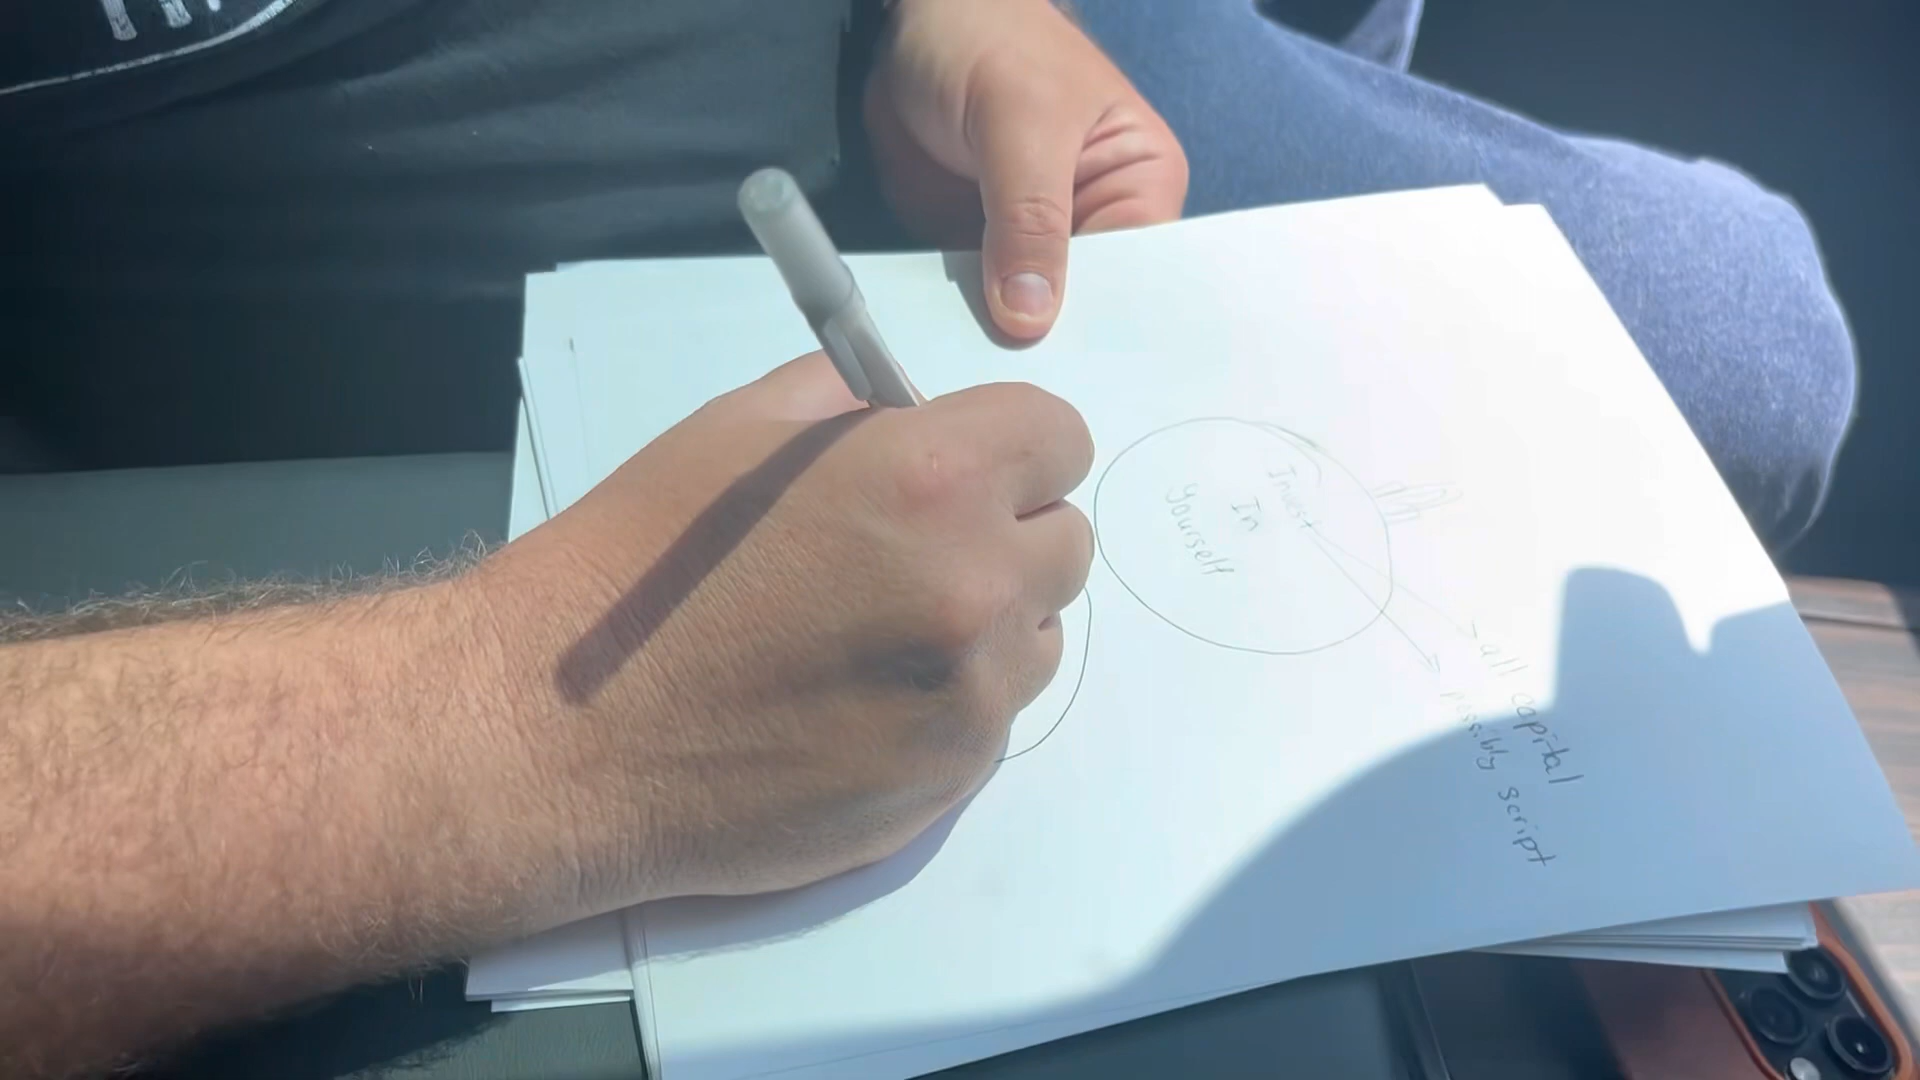 Invest
In
yourself
all capital
possibly script